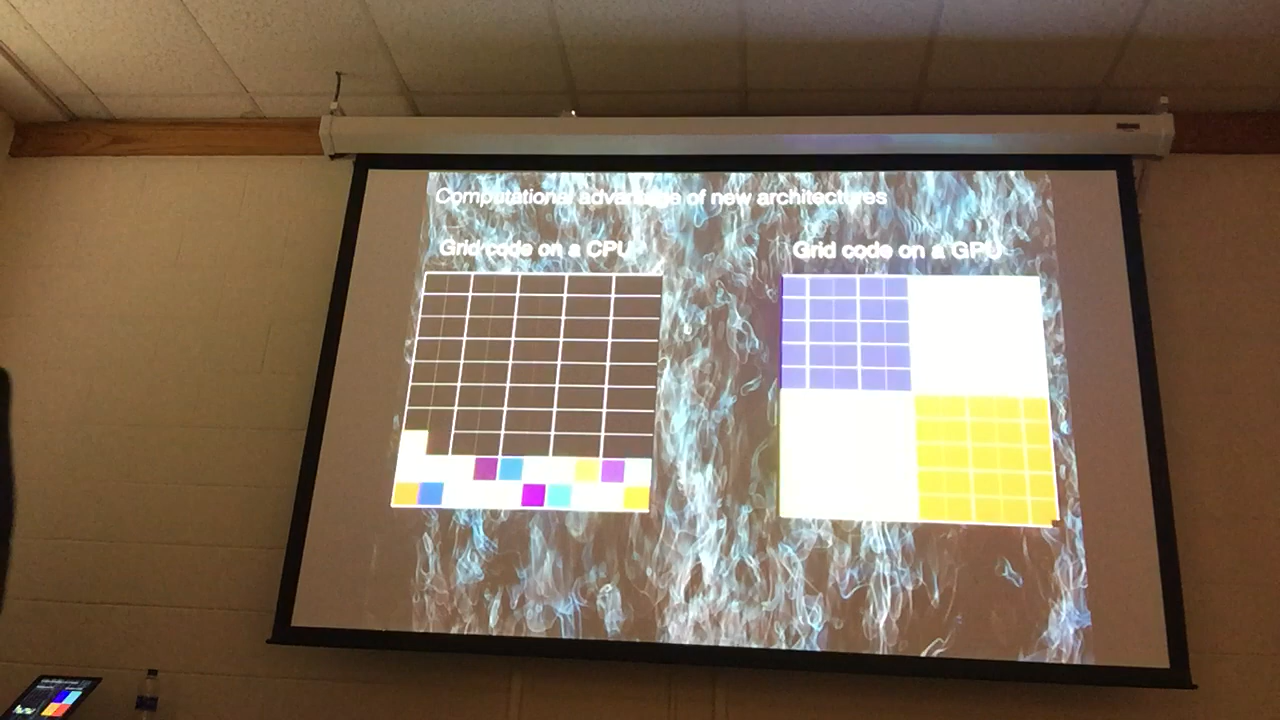 Computational advantage of new architectures
Grid code on a CPU
Grid code on a GPU